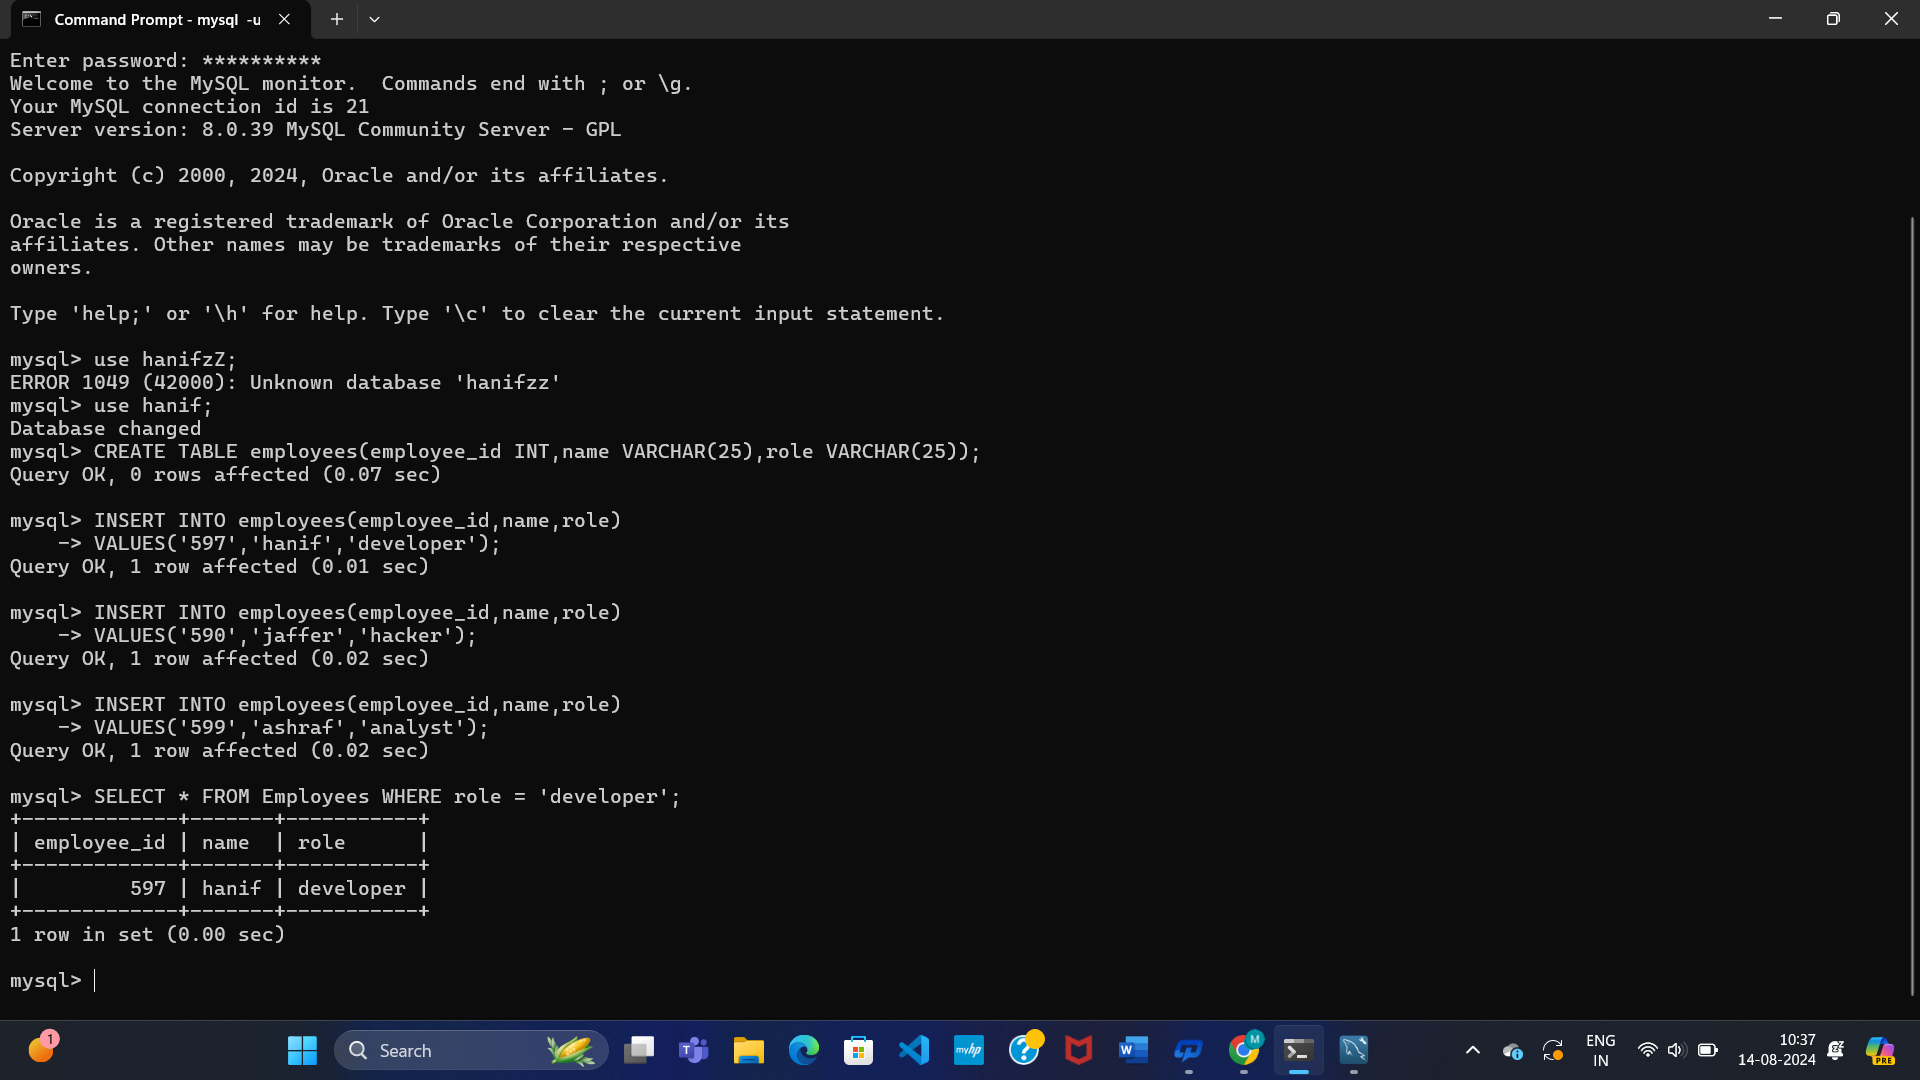 Command Prompt - mysql  -u
Enter password: **********
Welcome to the MySQL monitor.  Commands end with ; or \g.
Your MySQL connection id is 21
Server version: 8.0.39 MySQL Community Server - GPL
Copyright (c) 2000, 2024, Oracle and/or its affiliates.
Oracle is a registered trademark of Oracle Corporation and/or its
affiliates. Other names may be trademarks of their respective
owners.
Type 'help;' or '\h' for help. Type '\c' to clear the current input statement.
mysql> use hanifzZ;
ERROR 1049 (42000): Unknown database 'hanifzz'
mysql> use hanif;
Database changed
mysql> CREATE TABLE employees(employee_id INT,name VARCHAR(25),role VARCHAR(25));
Query OK, 0 rows affected (0.07 sec)
mysql> INSERT INTO employees(employee_id,name,role)
    -> VALUES('597','hanif','developer');
Query OK, 1 row affected (0.01 sec)
mysql> INSERT INTO employees(employee_id,name,role)
    -> VALUES('590','jaffer','hacker');
Query OK, 1 row affected (0.02 sec)
mysql> INSERT INTO employees(employee_id,name,role)
    -> VALUES('599','ashraf','analyst');
Query OK, 1 row affected (0.02 sec)
mysql> SELECT * FROM Employees WHERE role = 'developer';
+-------------+-------+-----------+
| employee_id | name  | role      |
+-------------+-------+-----------+
|         597 | hanif | developer |
+-------------+-------+-----------+
1 row in set (0.00 sec)
mysql>
1
Search
myhp
M
ENG
IN
10:37
14-08-2024
PRE